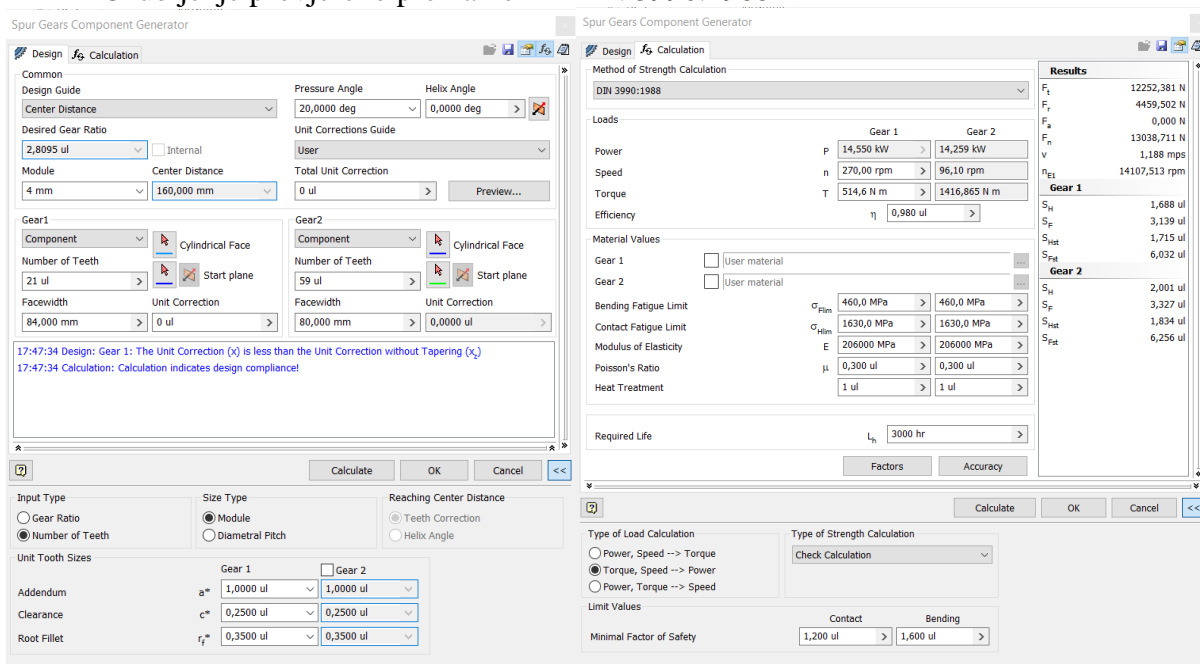 Spur Gears Component Generator
Design
Calculation
Common
Design Guide
Pressure Angle
Helix Angle
Center Distance
20,0000 deg
0,0000 deg
Desired Gear Ratio
Unit Corrections Guide
2,8095 ul
Internal
User
Module
Center Distance
Total Unit Correction
4 mm
160,000 mm
0 ul
Preview...
Gear1
Gear2
Component
Cylindrical Face
Component
Cylindrical Face
Number of Teeth
Start plane
Number of Teeth
Start plane
21 ul
59 ul
Facewidth
Unit Correction
Facewidth
Unit Correction
84,000 mm
0 ul
80,000 mm
0,0000 ul
17:47:34 Design: Gear 1: The Unit Correction (x) is less than the Unit Correction without Tapering (xz)
17:47:34 Calculation: Calculation indicates design compliance!
Calculate
OK
Cancel
<<
Input Type
Size Type
Reaching Center Distance
Gear Ratio
Module
Teeth Correction
Number of Teeth
Diametral Pitch
Helix Angle
Unit Tooth Sizes
Gear 1
Gear 2
Addendum a* 1,0000 ul 1,0000 ul
Clearance c* 0,2500 ul 0,2500 ul
Root Fillet rf* 0,3500 ul 0,3500 ul
Spur Gears Component Generator
Design
Calculation
Method of Strength Calculation
DIN 3990:1988
Loads
Gear 1 Gear 2
Power P 14,550 kW 14,259 kW
Speed n 270,00 rpm 96,10 rpm
Torque T 514,6 N m 1416,865 N m
Efficiency η 0,980 ul
Material Values
Gear 1 User material ...
Gear 2 User material ...
Bending Fatigue Limit σFlim 460,0 MPa 460,0 MPa
Contact Fatigue Limit σHlim 1630,0 MPa 1630,0 MPa
Modulus of Elasticity E 206000 MPa 206000 MPa
Poisson's Ratio μ 0,300 ul 0,300 ul
Heat Treatment 1 ul 1 ul
Required Life Lh 3000 hr
Factors
Accuracy
Results
Ft 12252,381 N
Fr 4459,502 N
Fa 0,000 N
Fn 13038,711 N
v 1,188 mps
nE1 14107,513 rpm
Gear 1
SH 1,688 ul
SF 3,139 ul
SHst 1,715 ul
SFst 6,032 ul
Gear 2
SH 2,001 ul
SF 3,327 ul
SHst 1,834 ul
SFst 6,256 ul
Calculate
OK
Cancel
<<
Type of Load Calculation
Type of Strength Calculation
Power, Speed --> Torque
Check Calculation
Torque, Speed --> Power
Power, Torque --> Speed
Limit Values
Contact Bending
Minimal Factor of Safety 1,200 ul 1,600 ul